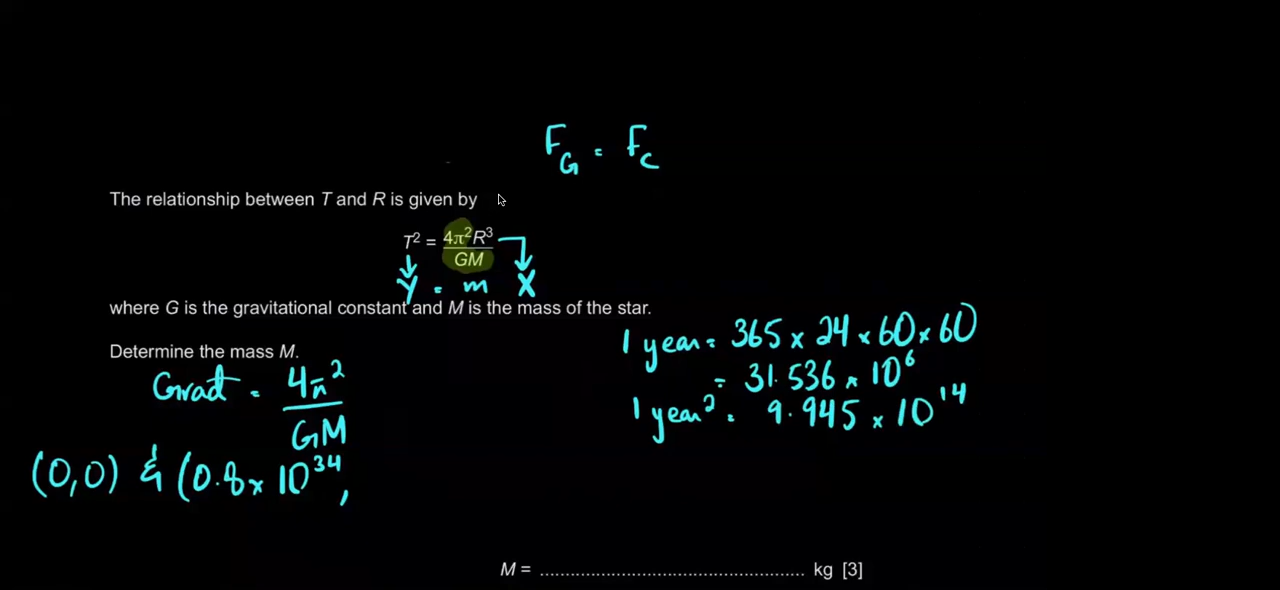 F_G = F_C
The relationship between T and R is given by
T² = 4π²R³ / GM
Y = m X
where G is the gravitational constant and M is the mass of the star.
1 year = 365 × 24 × 60 × 60
Determine the mass M.
= 31.536 × 10⁶
Grad = 4π² / GM
1 year² = 9.945 × 10¹⁴
(0,0) & (0.8 × 10³⁴,
M = ................................................... kg [3]